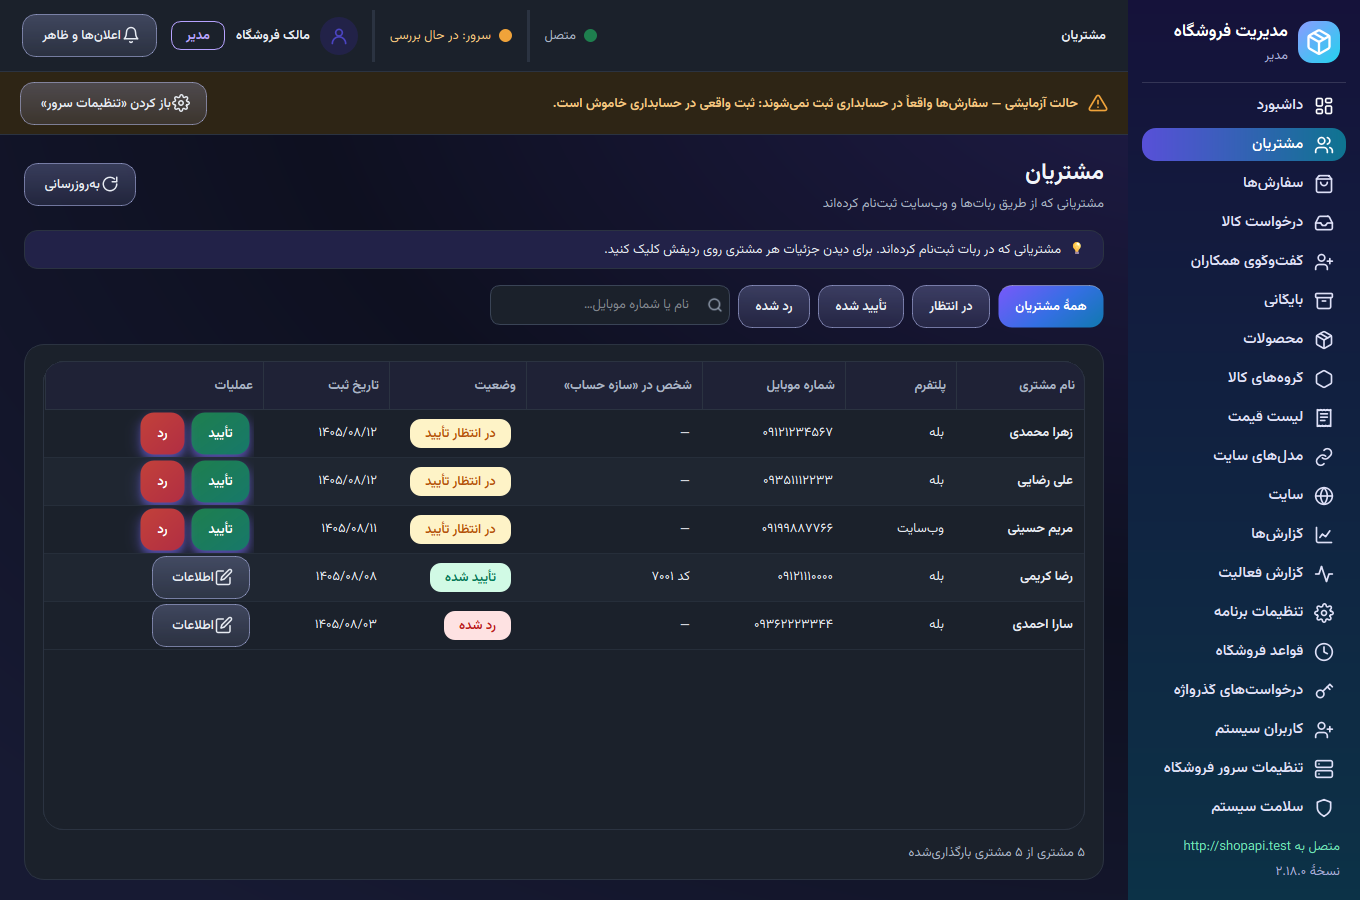 مدیریت فروشگاه
مدیر
داشبورد
مشتریان
سفارش‌ها
درخواست کالا
گفت‌وگوی همکاران
بایگانی
محصولات
گروه‌های کالا
لیست قیمت
مدل‌های سایت
سایت
گزارش‌ها
گزارش فعالیت
تنظیمات برنامه
قواعد فروشگاه
درخواست‌های گذرواژه
کاربران سیستم
تنظیمات سرور فروشگاه
سلامت سیستم
متصل به http://shopapi.test
نسخهٔ ۲.۱۸.۰
مشتریان
متصل
سرور: در حال بررسی
مالک فروشگاه
مدیر
اعلان‌ها و ظاهر
حالت آزمایشی — سفارش‌ها واقعاً در حسابداری ثبت نمی‌شوند؛ ثبت واقعی در حسابداری خاموش است.
باز کردن «تنظیمات سرور»
مشتریان
مشتریانی که از طریق ربات‌ها و وب‌سایت ثبت‌نام کرده‌اند
به‌روزرسانی
مشتریانی که در ربات ثبت‌نام کرده‌اند. برای دیدن جزئیات هر مشتری روی ردیفش کلیک کنید.
همهٔ مشتریان
در انتظار
تأیید شده
رد شده
نام یا شماره موبایل...
نام مشتری پلتفرم شماره موبایل شخص در «سازه حساب» وضعیت تاریخ ثبت عملیات
زهرا محمدی بله ۰۹۱۲۱۲۳۴۵۶۷ — در انتظار تأیید ۱۴۰۵/۰۸/۱۲ تأیید رد
علی رضایی بله ۰۹۳۵۱۱۱۲۲۳۳ — در انتظار تأیید ۱۴۰۵/۰۸/۱۲ تأیید رد
مریم حسینی وب‌سایت ۰۹۱۹۹۸۸۷۷۶۶ — در انتظار تأیید ۱۴۰۵/۰۸/۱۱ تأیید رد
رضا کریمی بله ۰۹۱۲۱۱۱۰۰۰۰ کد ۷۰۰۱ تأیید شده ۱۴۰۵/۰۸/۰۸ اطلاعات
سارا احمدی بله ۰۹۳۶۲۲۲۳۳۴۴ — رد شده ۱۴۰۵/۰۸/۰۳ اطلاعات
۵ مشتری از ۵ مشتری بارگذاری‌شده